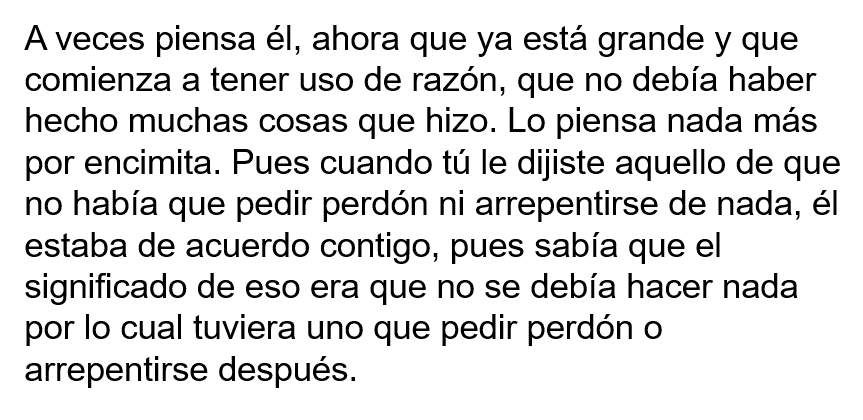 A veces piensa él, ahora que ya está grande y que
comienza a tener uso de razón, que no debía haber
hecho muchas cosas que hizo. Lo piensa nada más
por encimita. Pues cuando tú le dijiste aquello de que
no había que pedir perdón ni arrepentirse de nada, él
estaba de acuerdo contigo, pues sabía que el
significado de eso era que no se debía hacer nada
por lo cual tuviera uno que pedir perdón o
arrepentirse después.